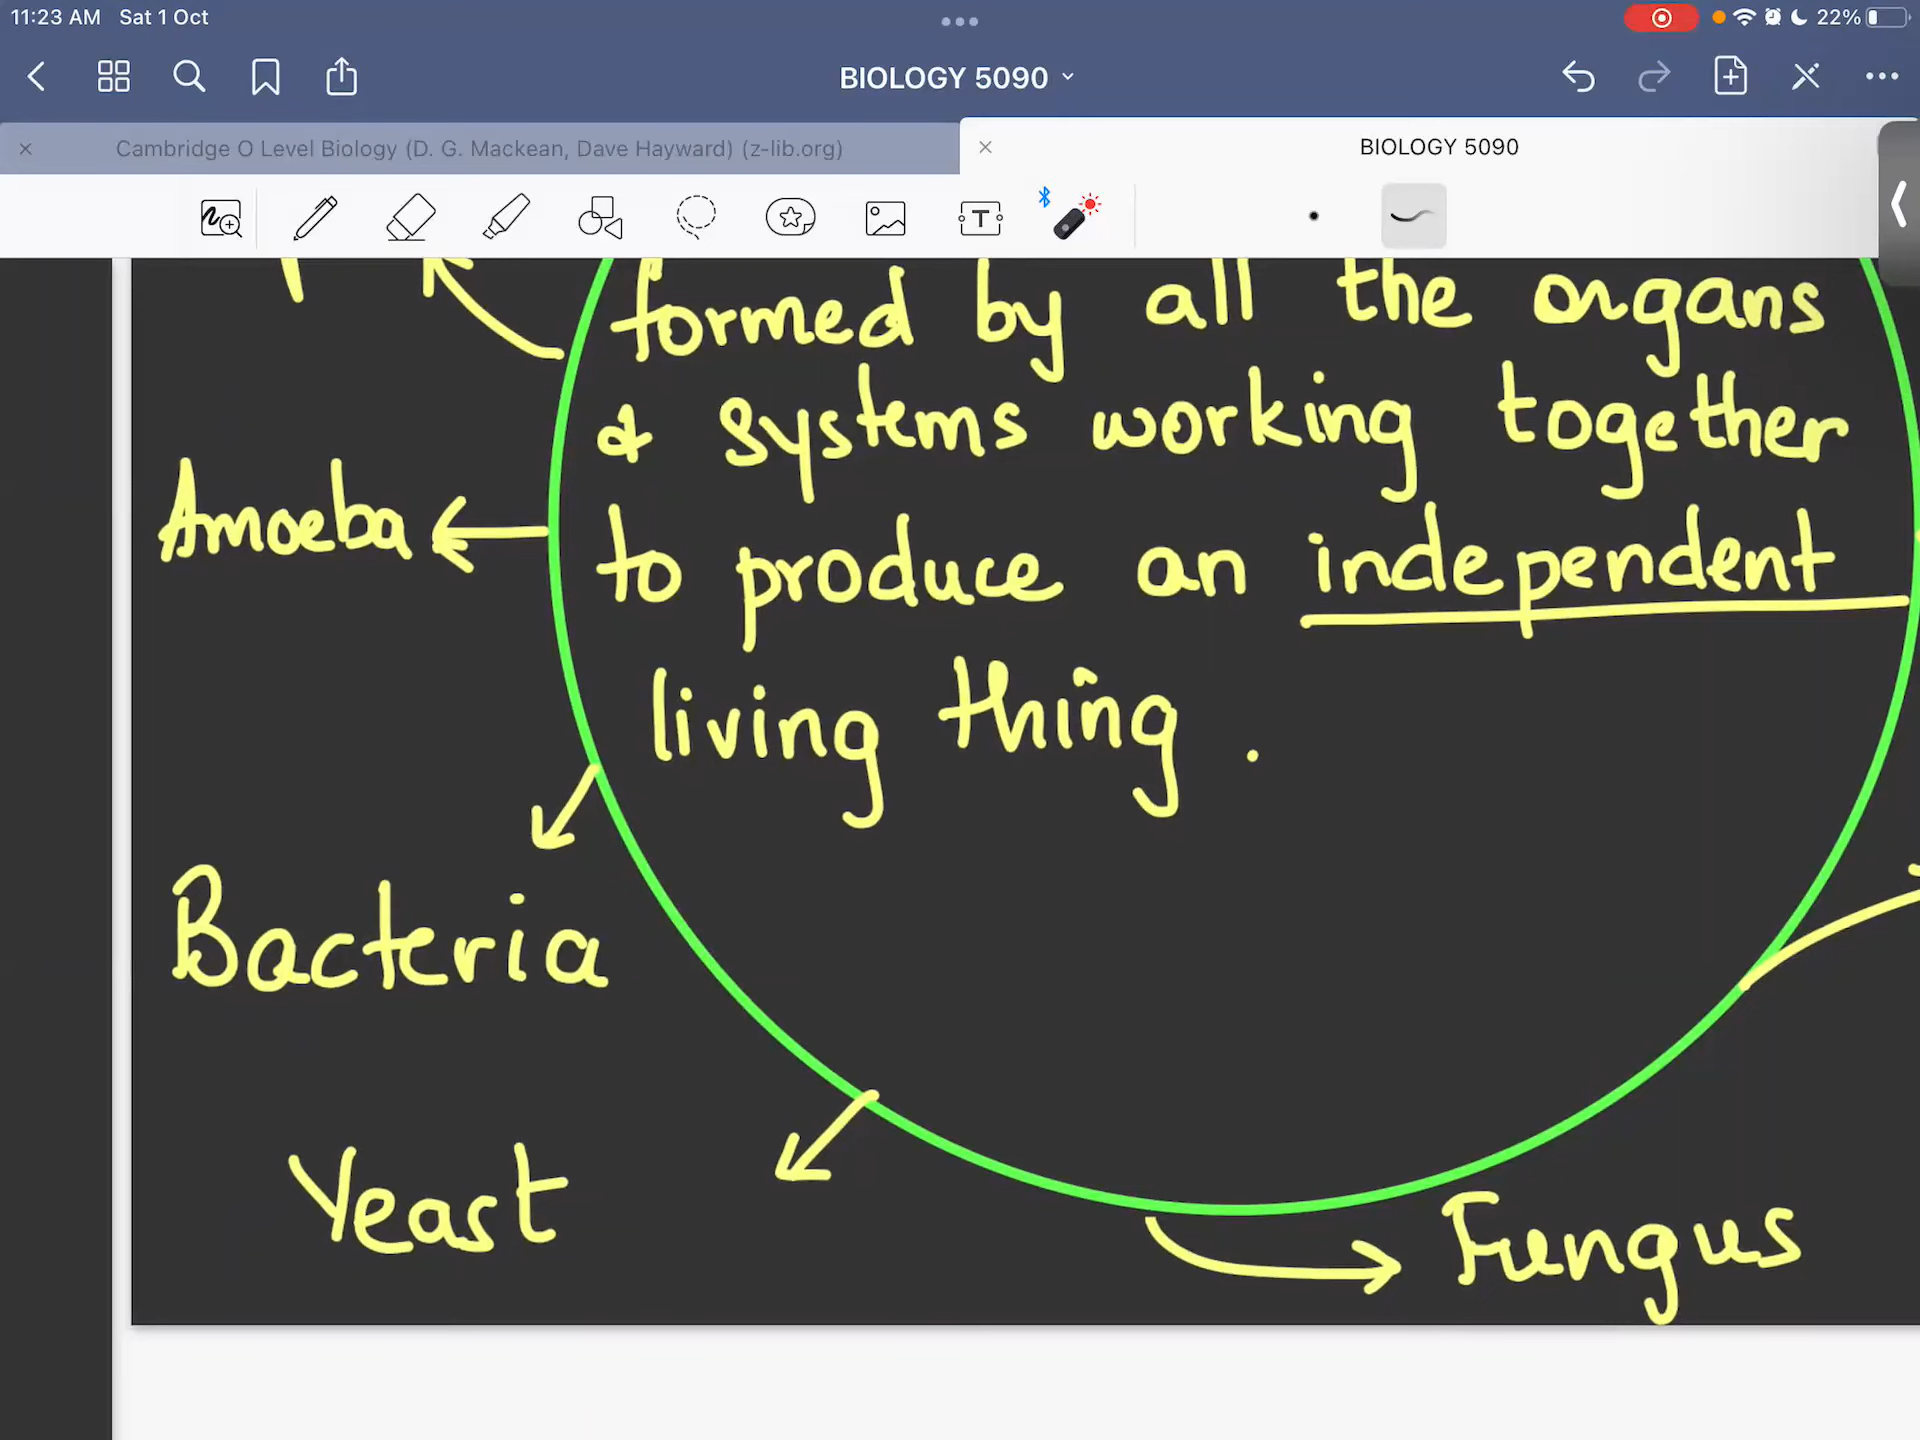 11:23 AM Sat 1 Oct
22%
BIOLOGY 5090
Cambridge O Level Biology (D. G. Mackean, Dave Hayward) (z-lib.org)
BIOLOGY 5090
T
formed by all the organs
& systems working together
to produce an independent
living thing .
Amoeba
Bacteria
Yeast
Fungus